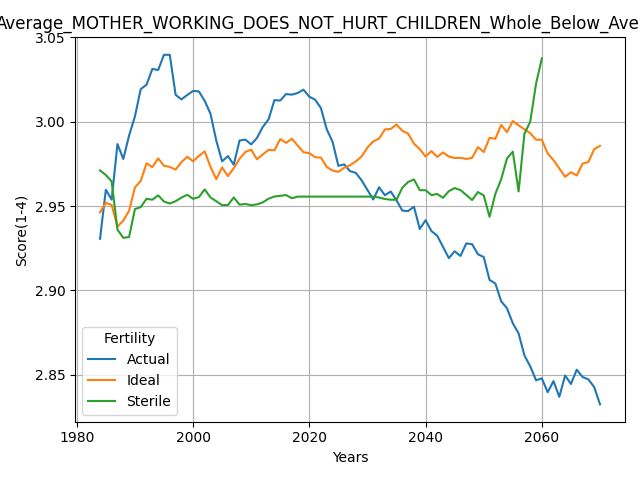 Average_MOTHER_WORKING_DOES_NOT_HURT_CHILDREN_Whole_Below_Ave
3.05
3.00
2.95
2.90
2.85
Score(1-4)
Fertility
Actual
Ideal
Sterile
1980
2000
2020
2040
2060
Years